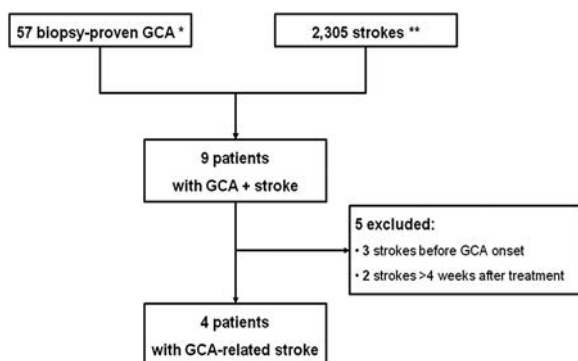 57 biopsy-proven GCA *
2,305 strokes **
9 patients
with GCA + stroke
5 excluded:
• 3 strokes before GCA onset
• 2 strokes >4 weeks after treatment
4 patients
with GCA-related stroke